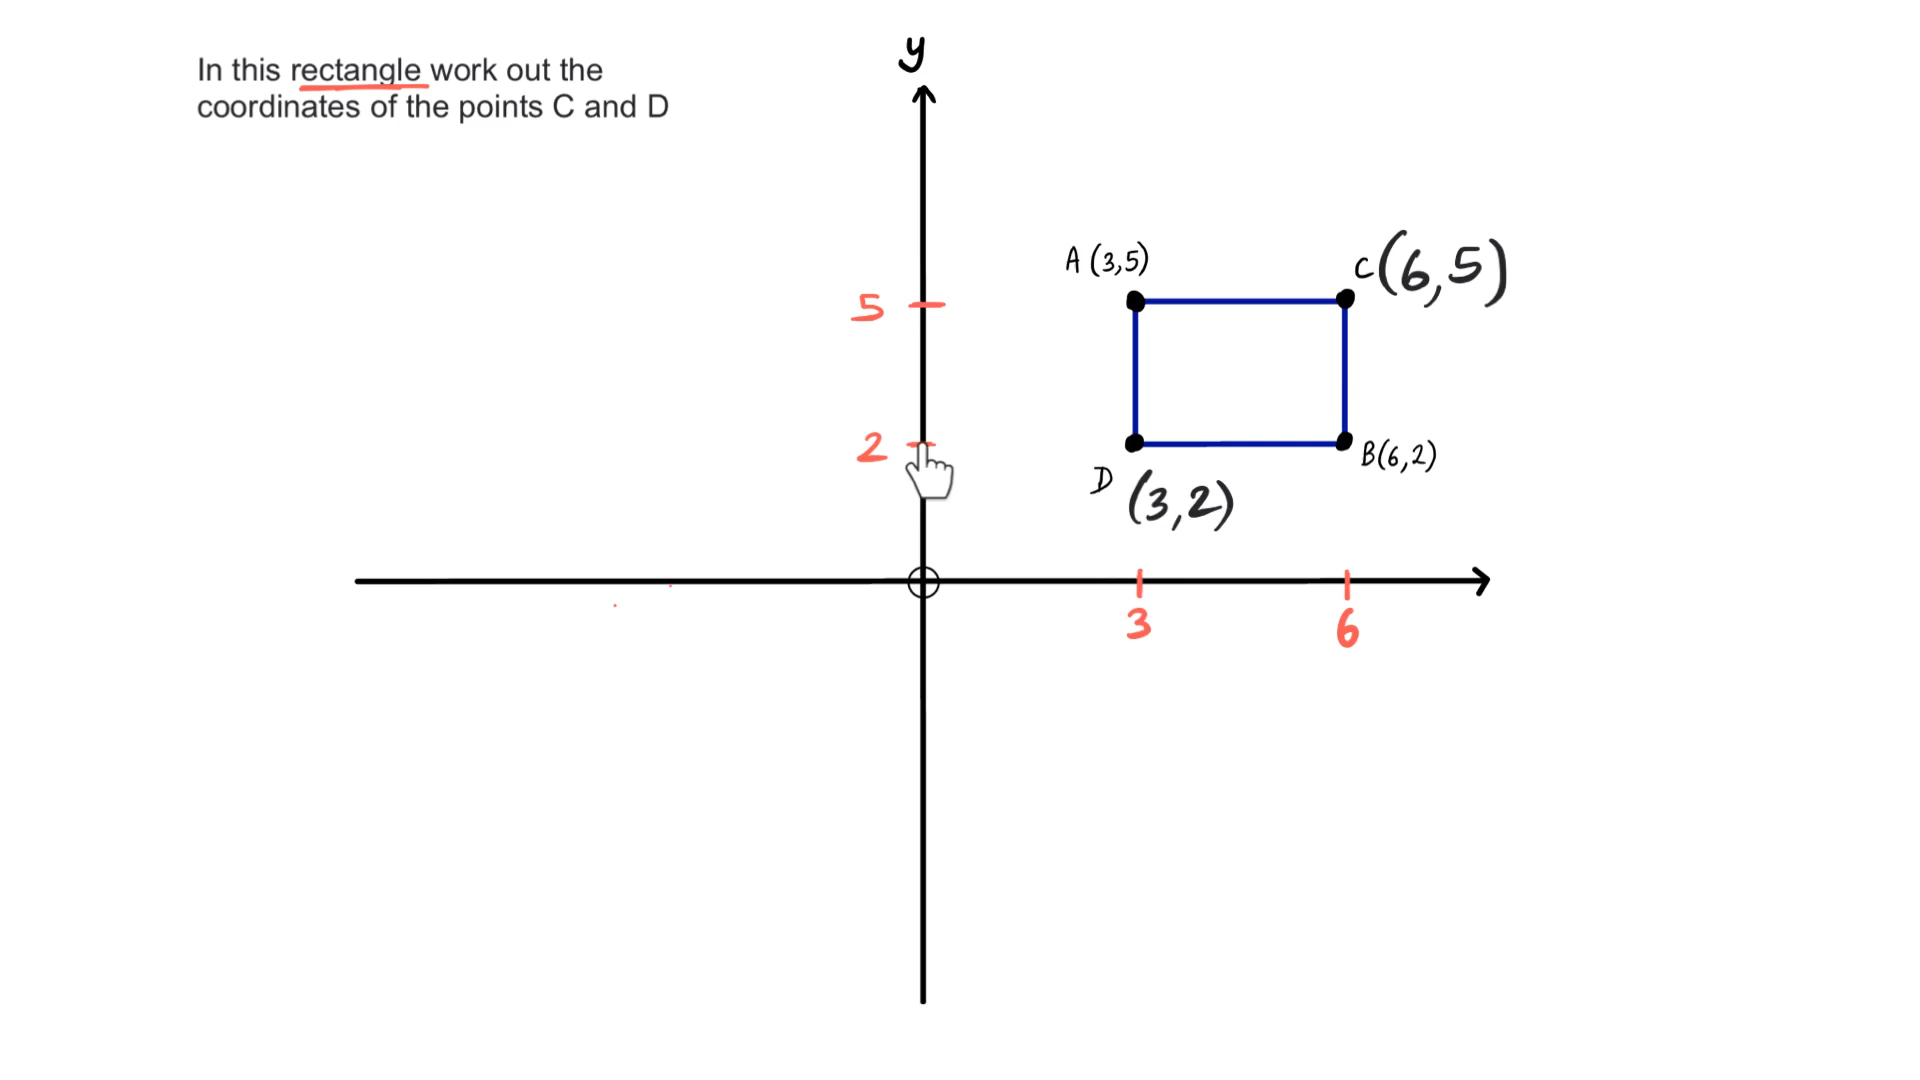 In this rectangle work out the
coordinates of the points C and D
y
A (3,5)
C(6,5)
5
2
B(6,2)
D (3,2)
3
6